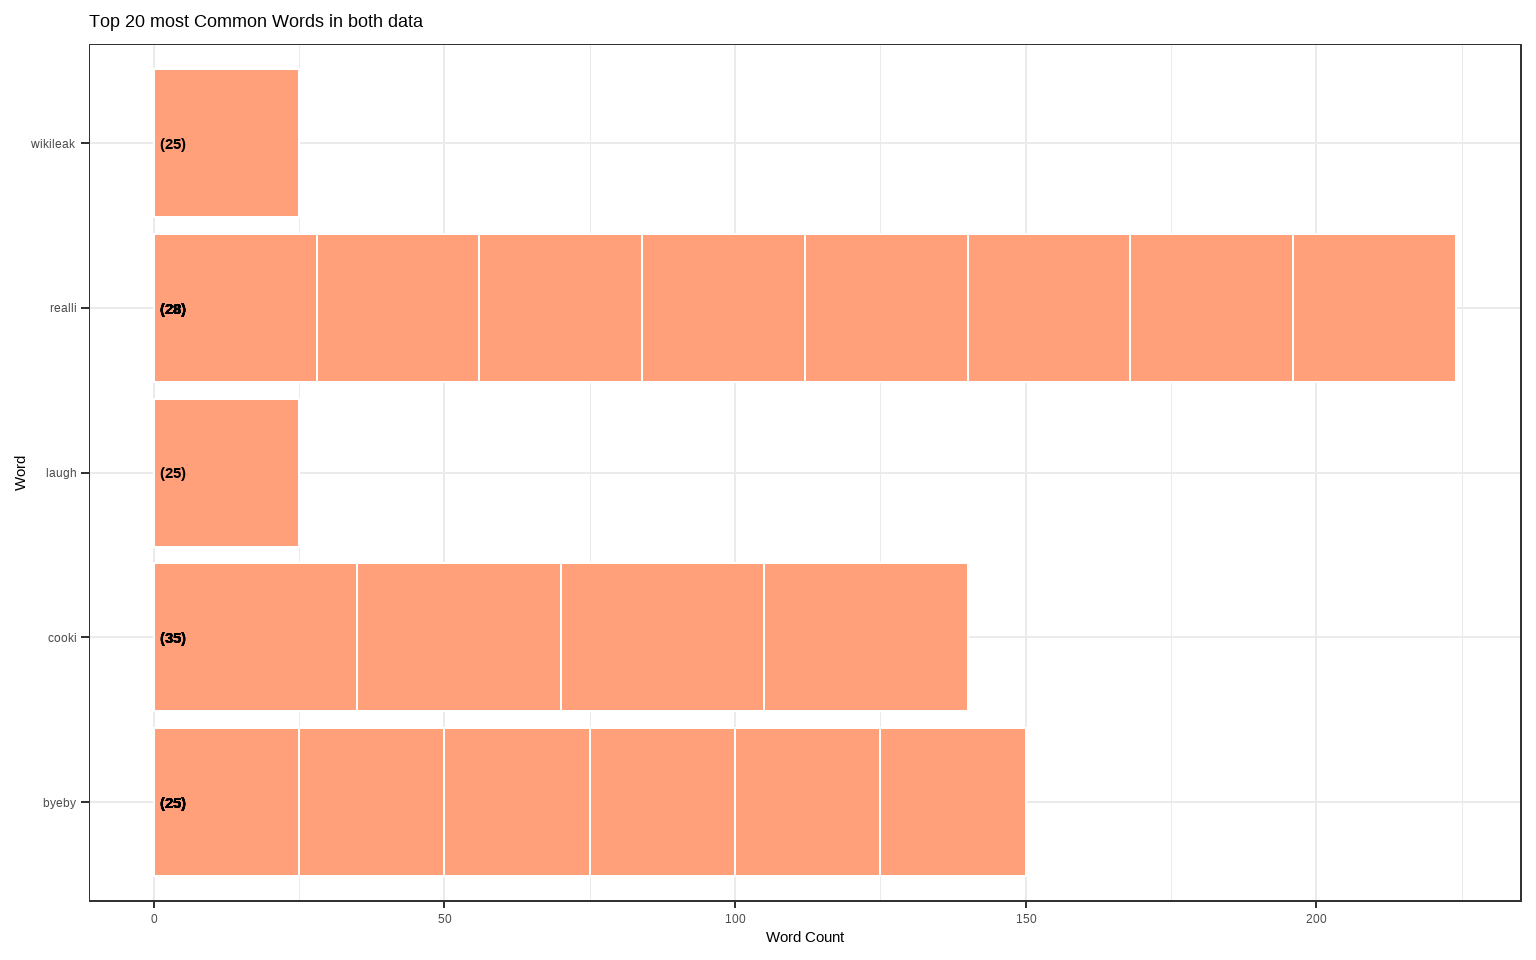 Top 20 most Common Words in both data
wikileak
(25)
realli
(28)
laugh
(25)
cooki
(35)
byeby
(25)
Word
0 50 100 150 200
Word Count